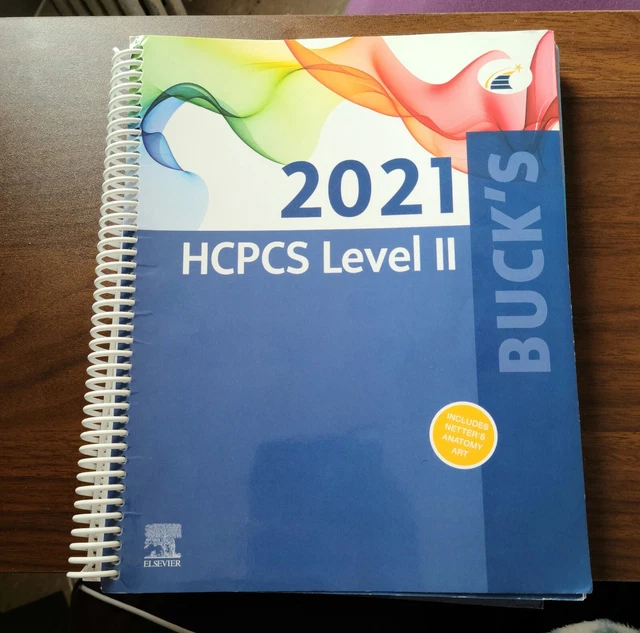 2021
HCPCS Level II
BUCK'S
INCLUDES
NETTER'S
ANATOMY
ART
ELSEVIER